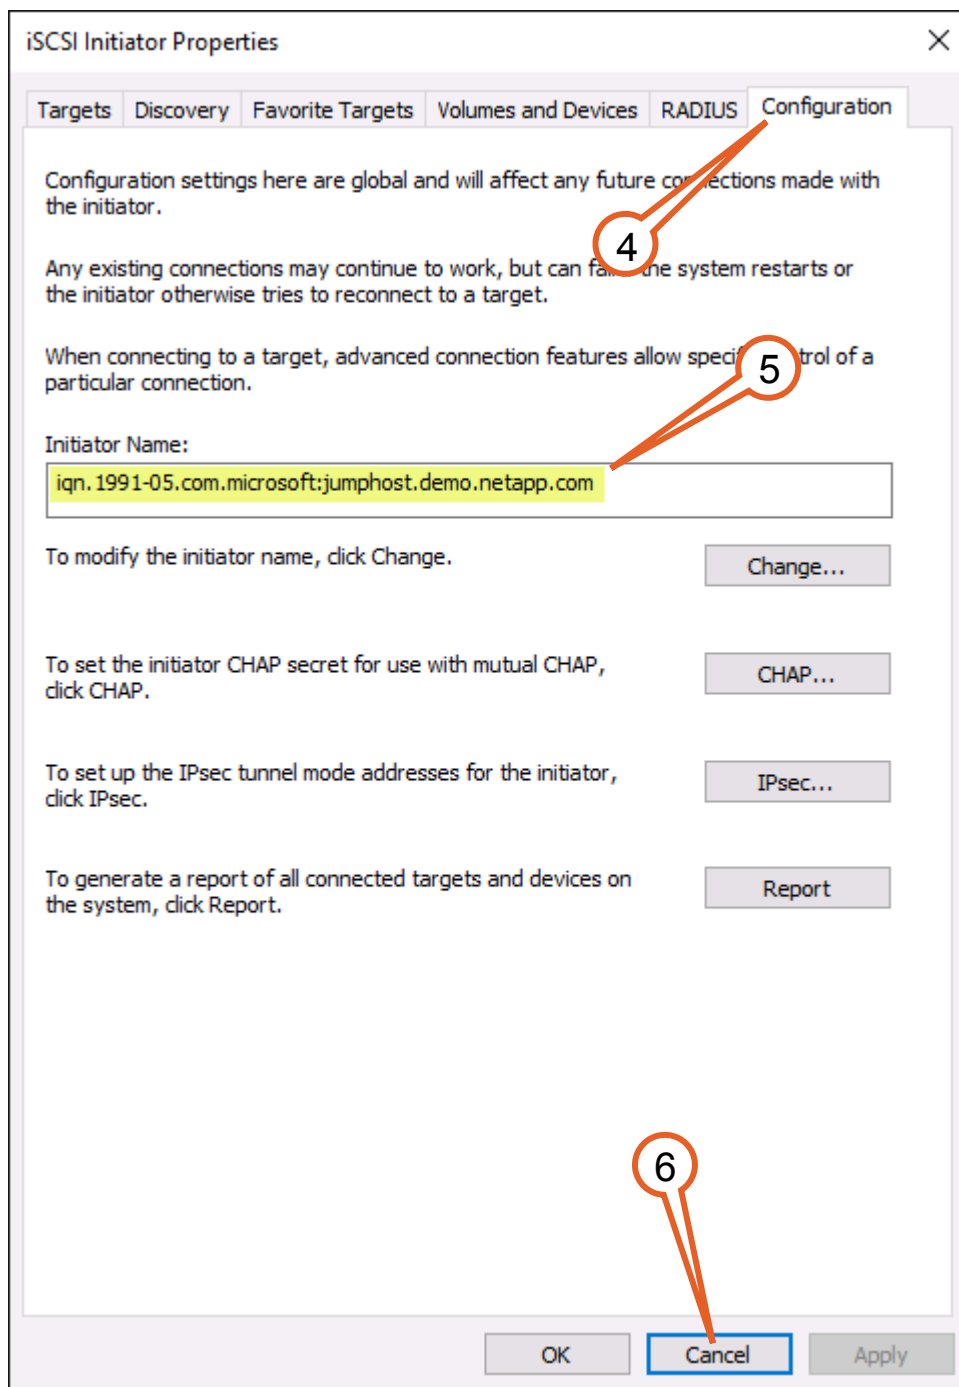 iSCSI Initiator Properties
Targets Discovery Favorite Targets Volumes and Devices RADIUS Configuration
Configuration settings here are global and will affect any future connections made with
the initiator.
4
Any existing connections may continue to work, but can the system restarts or
the initiator otherwise tries to reconnect to a target.
When connecting to a target, advanced connection features allow of a
particular connection.
5
Initiator Name:
iqn.1991-05.com.microsoft:jumphost.demo.netapp.com
To modify the initiator name, click Change.
Change...
To set the initiator CHAP secret for use with mutual CHAP,
click CHAP.
CHAP...
To set up the IPsec tunnel mode addresses for the initiator,
click IPsec.
IPsec...
To generate a report of all connected targets and devices on
the system, click Report.
Report
6
OK Cancel Apply